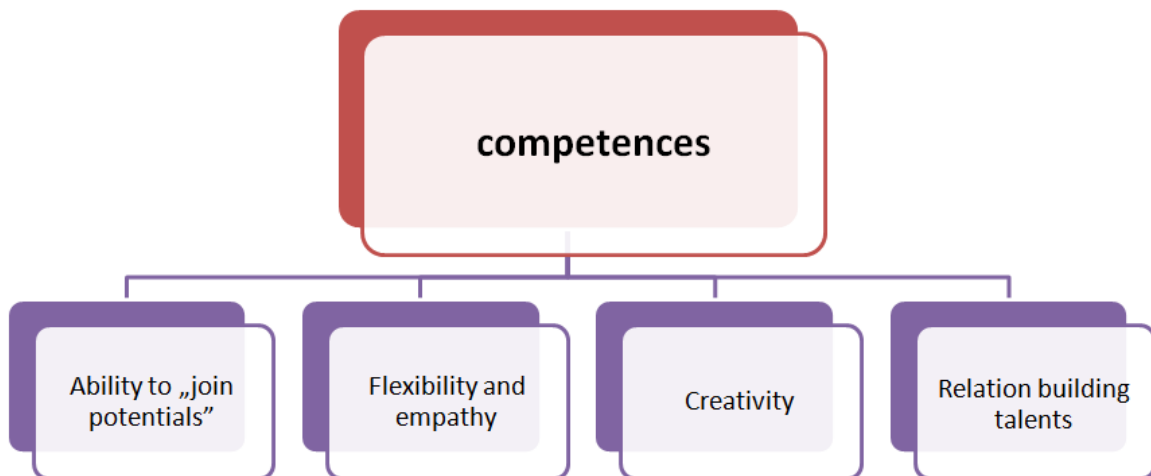 competences
Ability to „join
potentials”
Flexibility and
empathy
Creativity
Relation building
talents